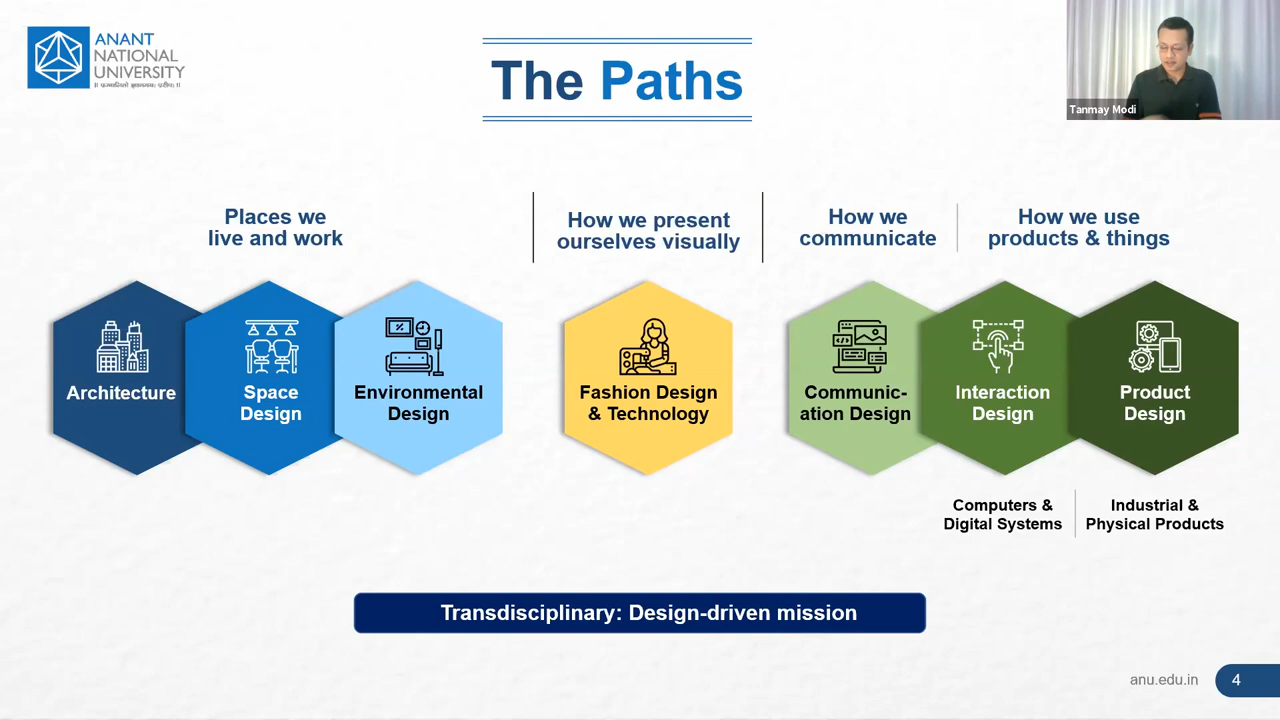 ANANT
NATIONAL
UNIVERSITY
The Paths
Tanmay Modi
Places we
live and work
How we present
ourselves visually
How we
communicate
How we use
products & things
Architecture
Space
Design
Environmental
Design
Fashion Design
& Technology
Communic-
ation Design
Interaction
Design
Product
Design
Computers &
Digital Systems
Industrial &
Physical Products
Transdisciplinary: Design-driven mission
anu.edu.in
4